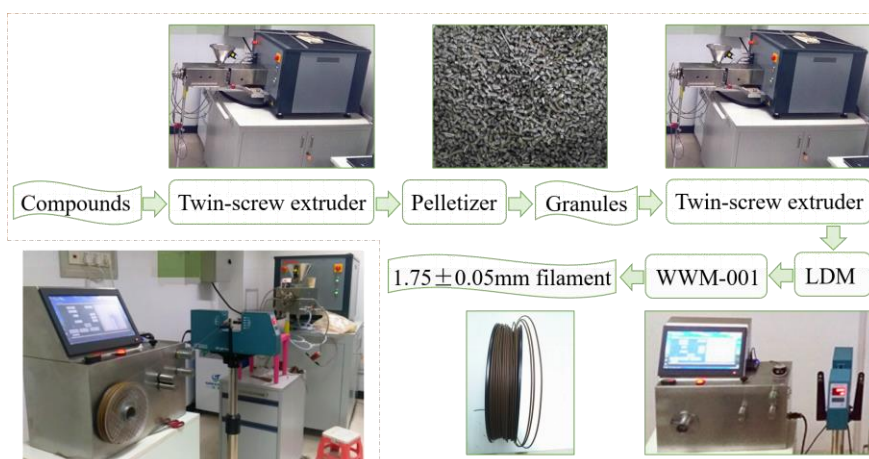 Compounds
Twin-screw extruder
Pelletizer
Granules
Twin-screw extruder
1.75±0.05mm filament
WWM-001
LDM